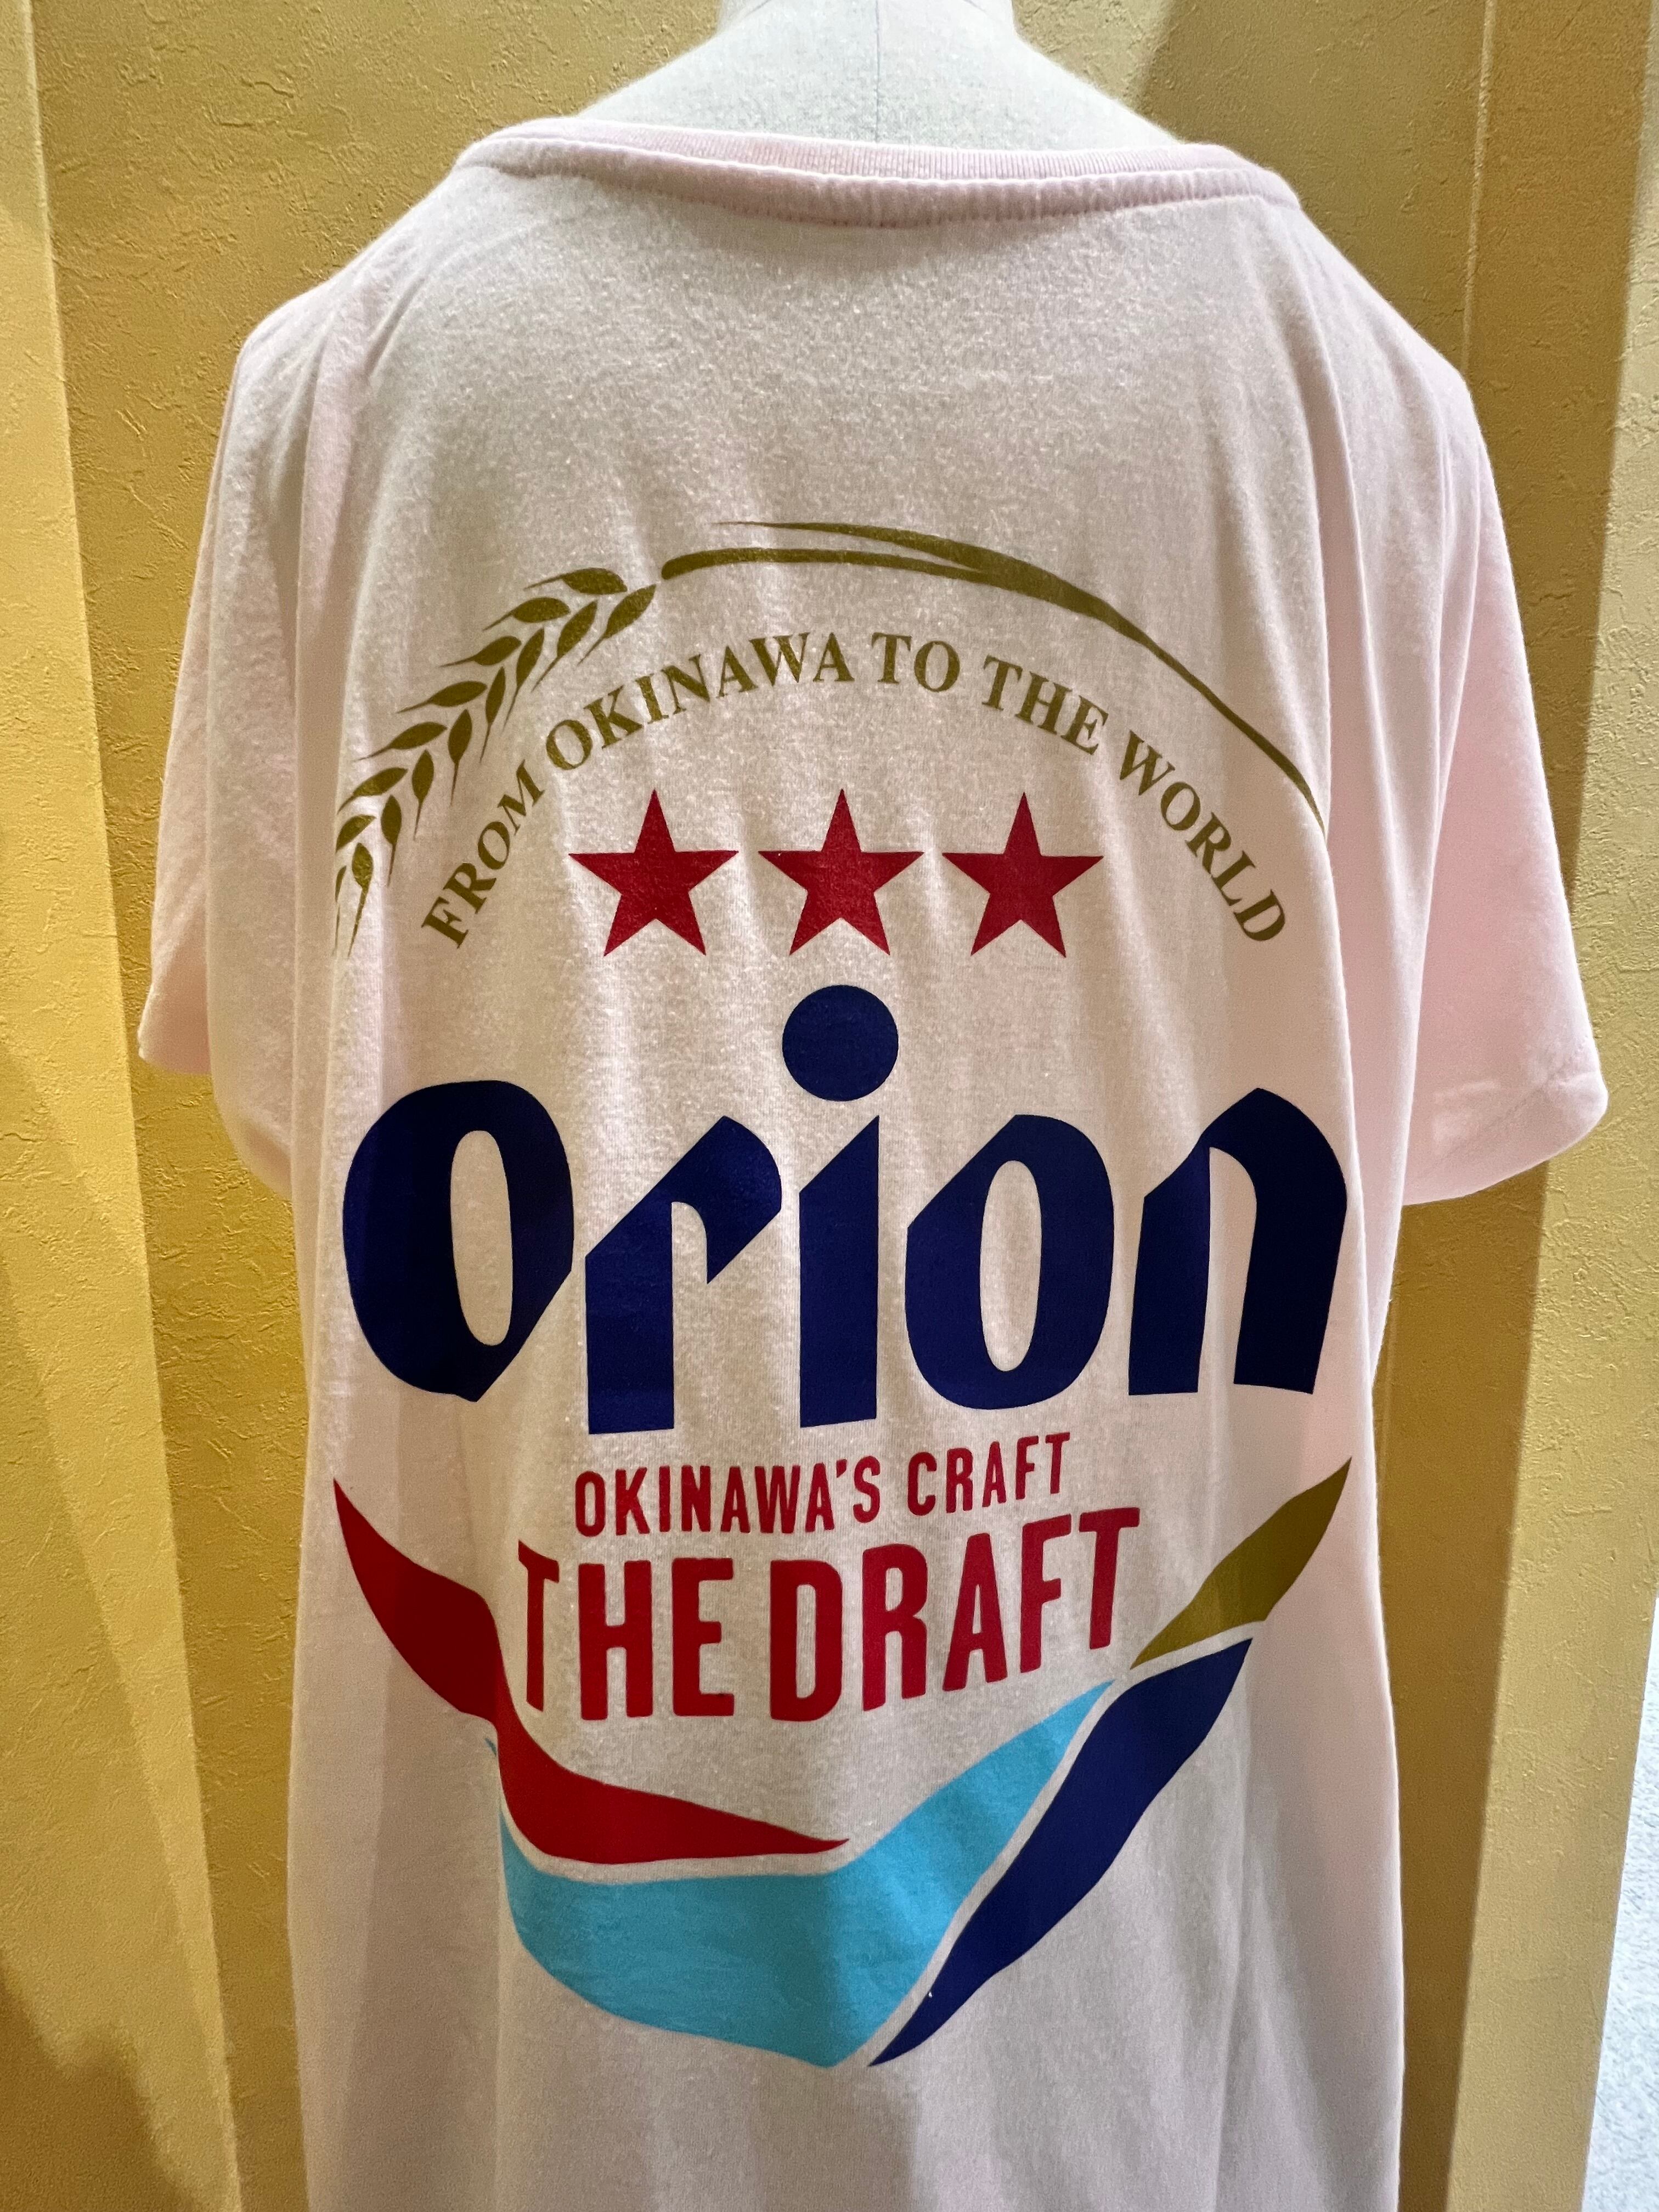 FROM OKINAWA TO THE WORLD
Orion
OKINAWA'S CRAFT
THE DRAFT